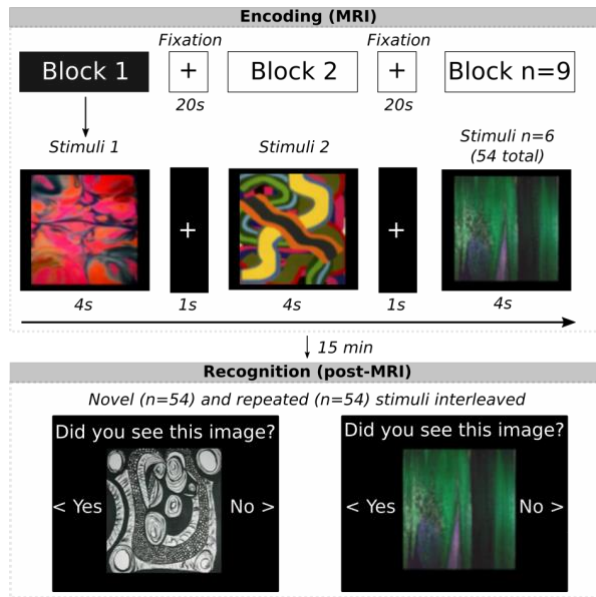 Encoding (MRI)
Fixation Fixation
Block 1 + Block 2 + Block n=9
20s 20s
Stimuli 1 Stimuli 2 Stimuli n=6
(54 total)
+ +
4s 1s 4s 1s 4s
15 min
Recognition (post-MRI)
Novel (n=54) and repeated (n=54) stimuli interleaved
Did you see this image? Did you see this image?
< Yes No > < Yes No >